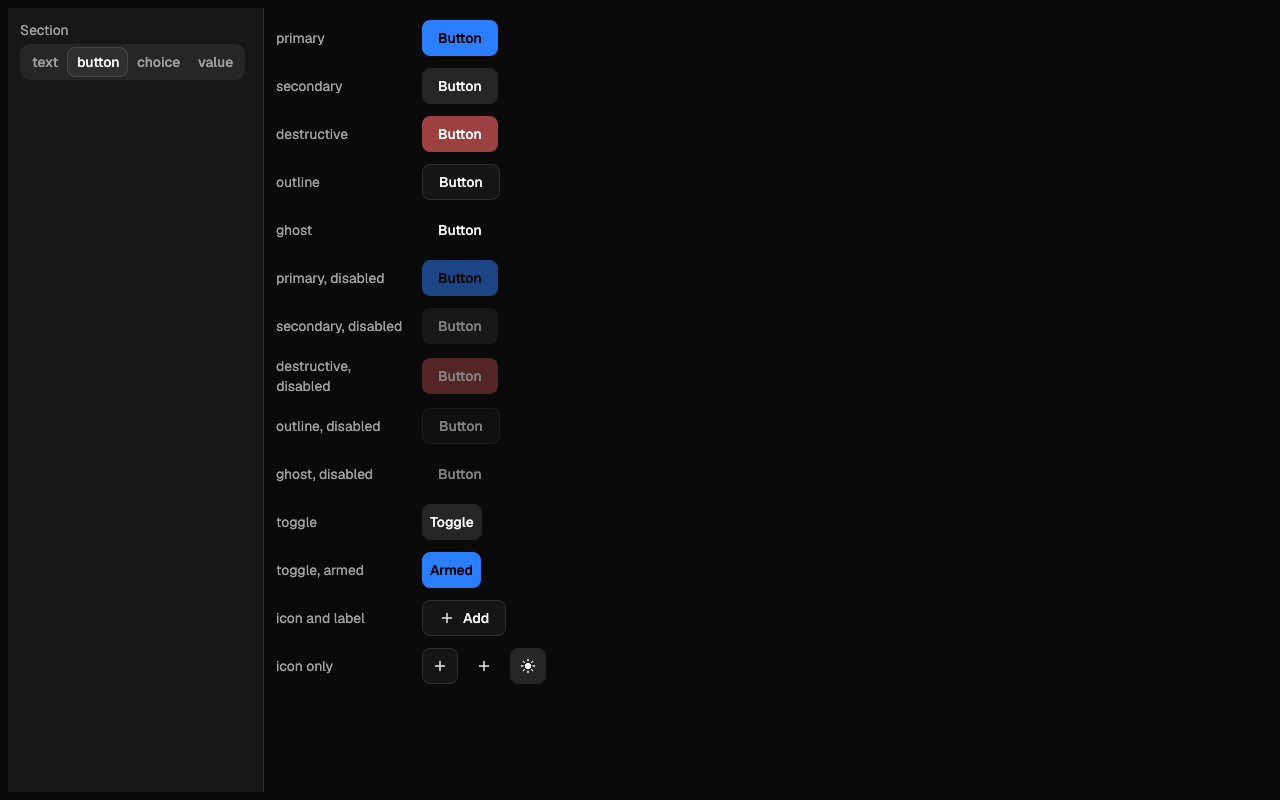 Section
text button choice value
primary Button
secondary Button
destructive Button
outline Button
ghost Button
primary, disabled Button
secondary, disabled Button
destructive,
disabled Button
outline, disabled Button
ghost, disabled Button
toggle Toggle
toggle, armed Armed
icon and label Add
icon only